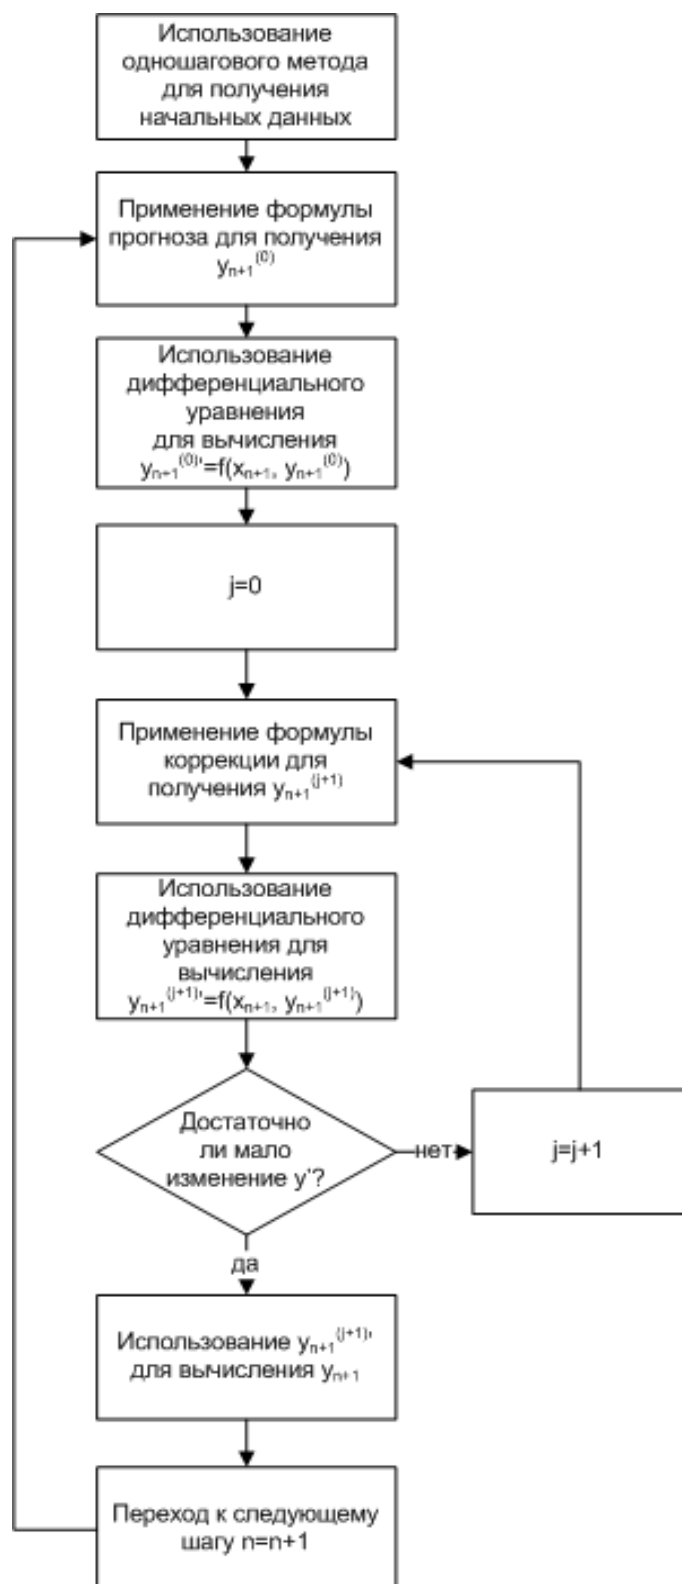 Использование
одношагового метода
для получения
начальных данных
Применение формулы
прогноза для получения
yₙ₊₁⁽⁰⁾
Использование
дифференциального
уравнения
для вычисления
yₙ₊₁⁽⁰⁾'=f(xₙ₊₁, yₙ₊₁⁽⁰⁾)
j=0
Применение формулы
коррекции для
получения yₙ₊₁⁽ʲ⁺¹⁾
Использование
дифференциального
уравнения для
вычисления
yₙ₊₁⁽ʲ⁺¹⁾'=f(xₙ₊₁, yₙ₊₁⁽ʲ⁺¹⁾)
Достаточно
ли мало
изменение y'?
нет
j=j+1
да
Использование yₙ₊₁⁽ʲ⁺¹⁾'
для вычисления yₙ₊₁
Переход к следующему
шагу n=n+1